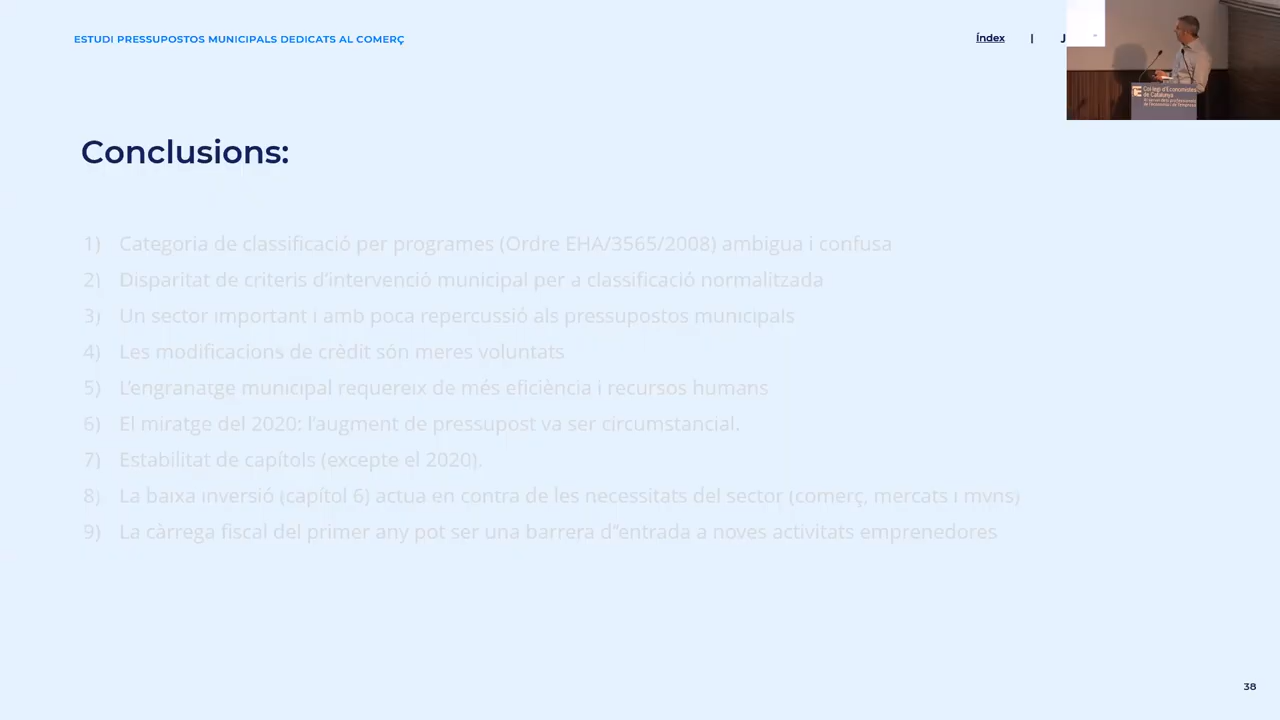 ESTUDI PRESSUPOSTOS MUNICIPALS DEDICATS AL COMERÇ
Índex | J
Col·legi d'Economistes
de Catalunya
Conclusions:
1) Categoria de classificació per programes (Ordre EHA/3565/2008) ambigua i confusa
2) Disparitat de criteris d'intervenció municipal per a classificació normalitzada
3) Un sector important i amb poca repercussió als pressupostos municipals
4) Les modificacions de crèdit són meres voluntats
5) L'engranatge municipal requereix de més eficiència i recursos humans
6) El miratge del 2020: l'augment de pressupost va ser circumstancial.
7) Estabilitat de capítols (excepte el 2020).
8) La baixa inversió (capítol 6) actua en contra de les necessitats del sector (comerç, mercats i mvns)
9) La càrrega fiscal del primer any pot ser una barrera d"entrada a noves activitats emprenedores
38